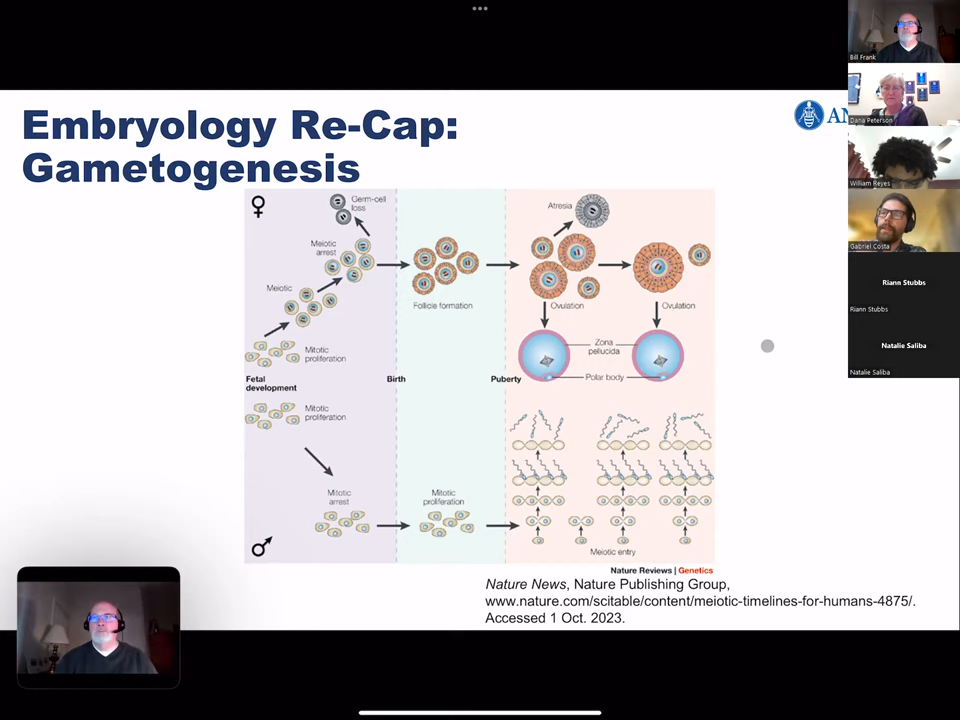 Embryology Re-Cap:
Gametogenesis
Germ-cell
loss
Meiotic
arrest
Meiotic
Mitotic
proliferation
Fetal
development
Mitotic
proliferation
Mitotic
arrest
Follicle formation
Birth
Mitotic
proliferation
Atresia
Ovulation
Ovulation
Zona
pellucida
Polar body
Puberty
Meiotic entry
Nature Reviews | Genetics
Nature News, Nature Publishing Group,
www.nature.com/scitable/content/meiotic-timelines-for-humans-4875/.
Accessed 1 Oct. 2023.
Bill Frank
Dana Peterson
William Reyes
Gabriel Costa
Riann Stubbs
Riann Stubbs
Natalie Saliba
Natalie Saliba